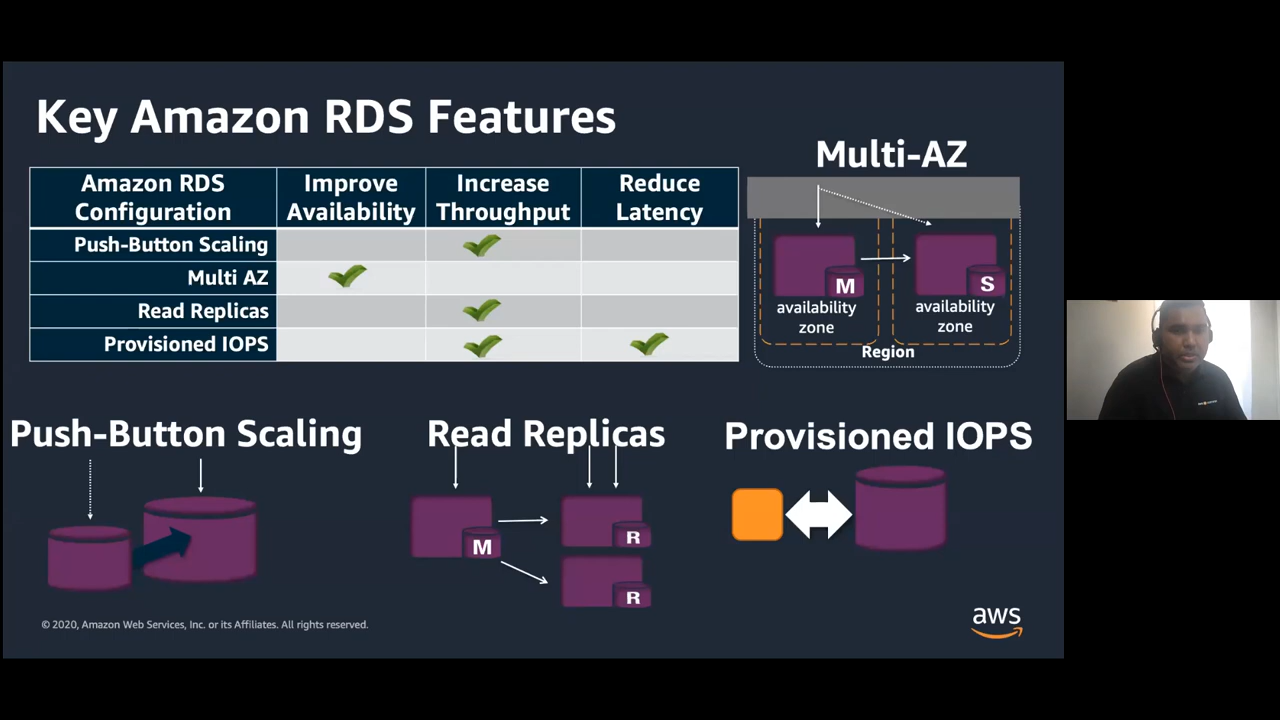 Key Amazon RDS Features
Amazon RDS
Configuration
Improve
Availability
Increase
Throughput
Reduce
Latency
Push-Button Scaling
Multi AZ
Read Replicas
Provisioned IOPS
Multi-AZ
M
S
availability
zone
availability
zone
Region
Push-Button Scaling
Read Replicas
M
R
R
Provisioned IOPS
© 2020, Amazon Web Services, Inc. or its Affiliates. All rights reserved.
aws